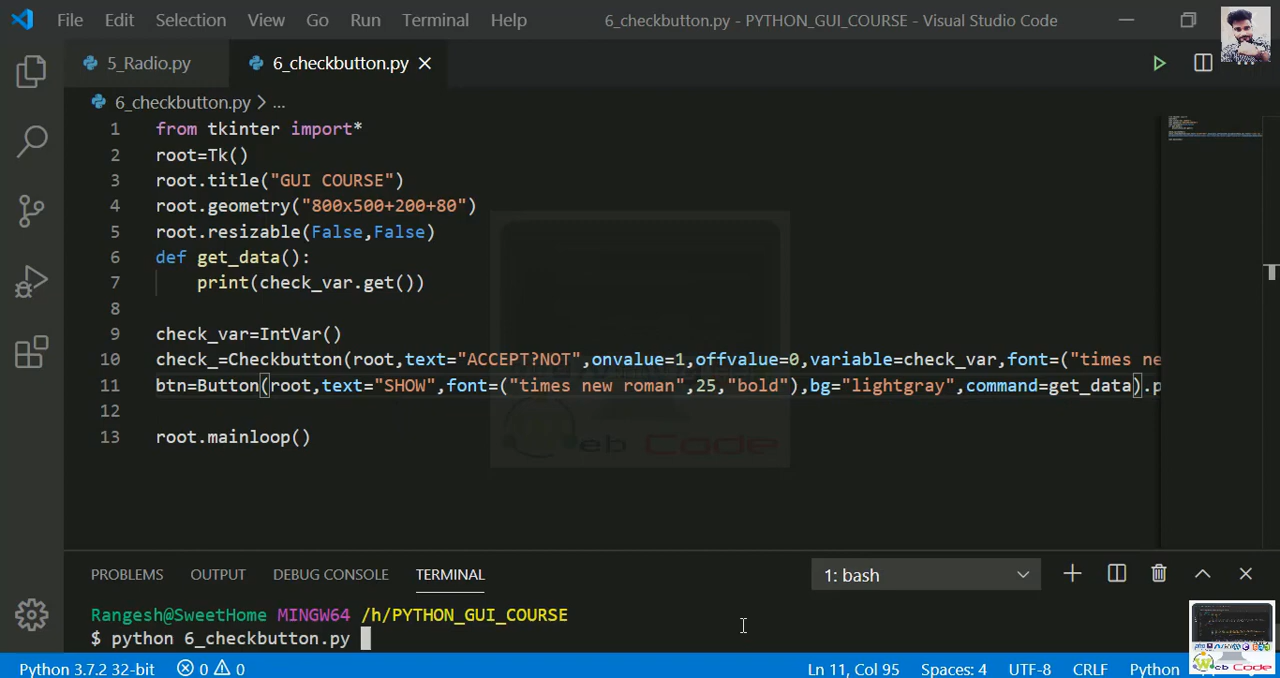 File Edit Selection View Go Run Terminal Help 6_checkbutton.py - PYTHON_GUI_COURSE - Visual Studio Code
5_Radio.py 6_checkbutton.py
6_checkbutton.py > ...
1 from tkinter import*
2 root=Tk()
3 root.title("GUI COURSE")
4 root.geometry("800x500+200+80")
5 root.resizable(False,False)
6 def get_data():
7 print(check_var.get())
8
9 check_var=IntVar()
10 check_=Checkbutton(root,text="ACCEPT?NOT",onvalue=1,offvalue=0,variable=check_var,font=("times ne
11 btn=Button(root,text="SHOW",font=("times new roman",25,"bold"),bg="lightgray",command=get_data).p
12
13 root.mainloop()
Web Code
PROBLEMS OUTPUT DEBUG CONSOLE TERMINAL 1: bash
Rangesh@SweetHome MINGW64 /h/PYTHON_GUI_COURSE
$ python 6_checkbutton.py
Web Code
Python 3.7.2 32-bit 0 0 Ln 11, Col 95 Spaces: 4 UTF-8 CRLF Python